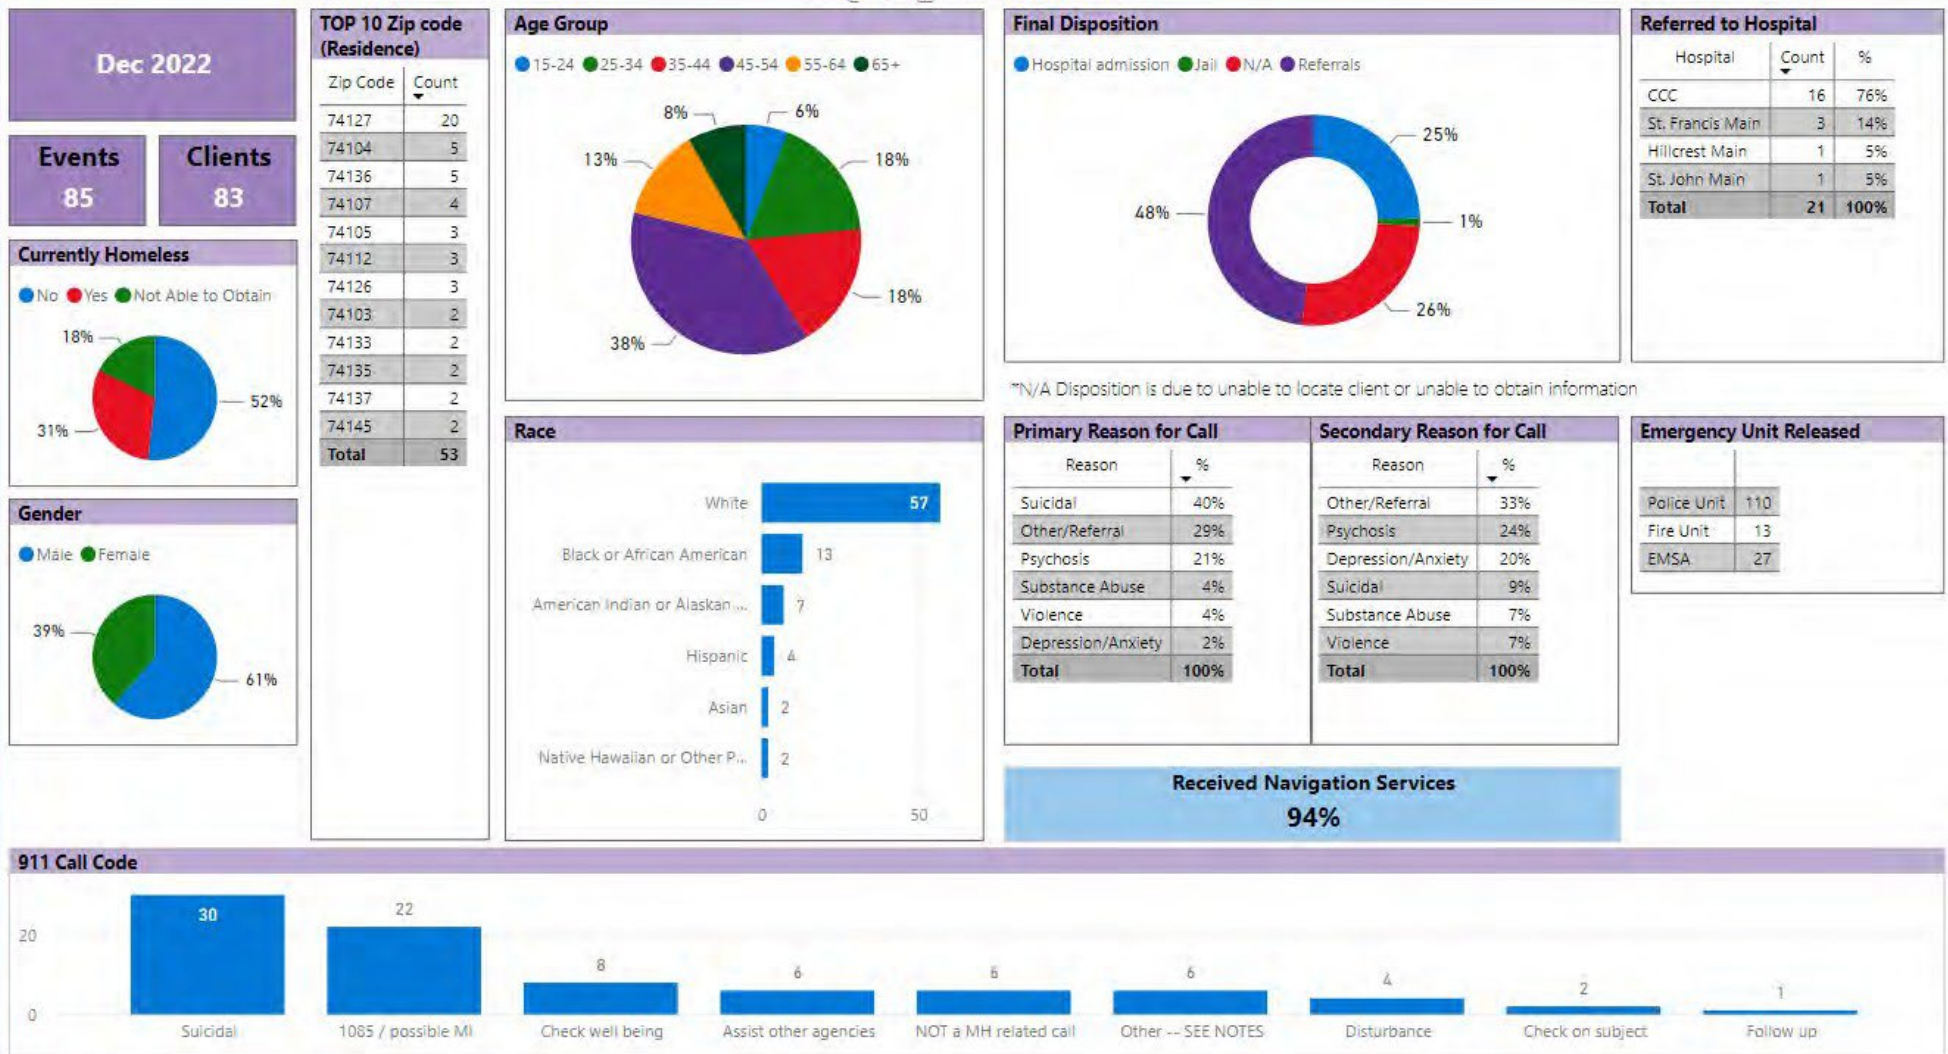 Dec 2022
Events
85
Clients
83
Currently Homeless
No Yes Not Able to Obtain
18%
52%
31%
Gender
Male Female
39%
61%
TOP 10 Zip code
(Residence)
Zip Code Count
74127 20
74104 5
74136 5
74107 4
74105 3
74112 3
74126 3
74103 2
74133 2
74135 2
74137 2
74145 2
Total 53
Age Group
15-24 25-34 35-44 45-54 55-64 65+
8%
6%
13%
18%
18%
38%
Race
White 57
Black or African American 13
American Indian or Alaskan ... 7
Hispanic 4
Asian 2
Native Hawaiian or Other P... 2
0 50
Final Disposition
Hospital admission Jail N/A Referrals
25%
48%
1%
26%
Referred to Hospital
Hospital Count %
CCC 16 76%
St. Francis Main 3 14%
Hillcrest Main 1 5%
St. John Main 1 5%
Total 21 100%
*N/A Disposition is due to unable to locate client or unable to obtain information
Primary Reason for Call
Reason %
Suicidal 40%
Other/Referral 29%
Psychosis 21%
Substance Abuse 4%
Violence 4%
Depression/Anxiety 2%
Total 100%
Secondary Reason for Call
Reason %
Other/Referral 33%
Psychosis 24%
Depression/Anxiety 20%
Suicidal 9%
Substance Abuse 7%
Violence 7%
Total 100%
Emergency Unit Released
Police Unit 110
Fire Unit 13
EMSA 27
Received Navigation Services
94%
911 Call Code
30 22 8 6 6 6 4 2 1
20
0
Suicidal 1085 / possible MI Check well being Assist other agencies NOT a MH related call Other -- SEE NOTES Disturbance Check on subject Follow up